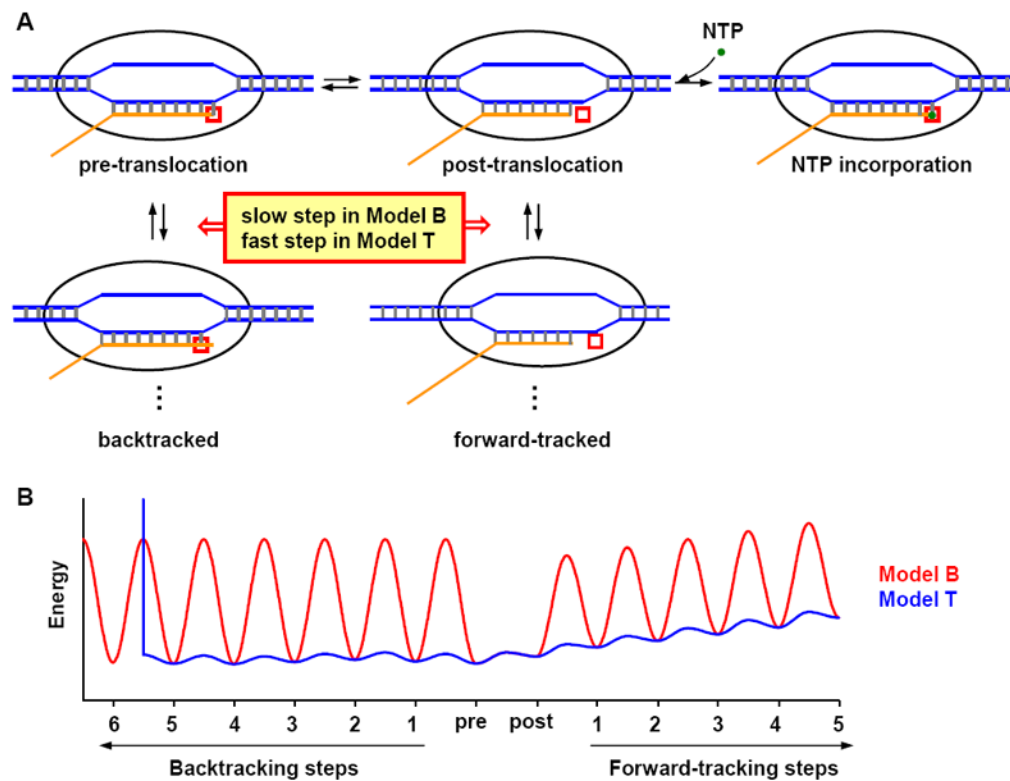 A
NTP
pre-translocation
post-translocation
NTP incorporation
slow step in Model B
fast step in Model T
backtracked
forward-tracked
B
Energy
Model B
Model T
6 5 4 3 2 1 pre post 1 2 3 4 5
Backtracking steps
Forward-tracking steps